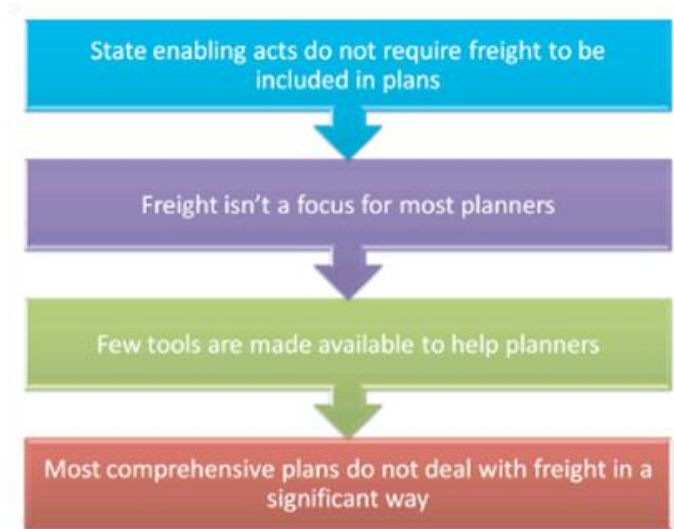 State enabling acts do not require freight to be
included in plans
Freight isn’t a focus for most planners
Few tools are made available to help planners
Most comprehensive plans do not deal with freight in a
significant way